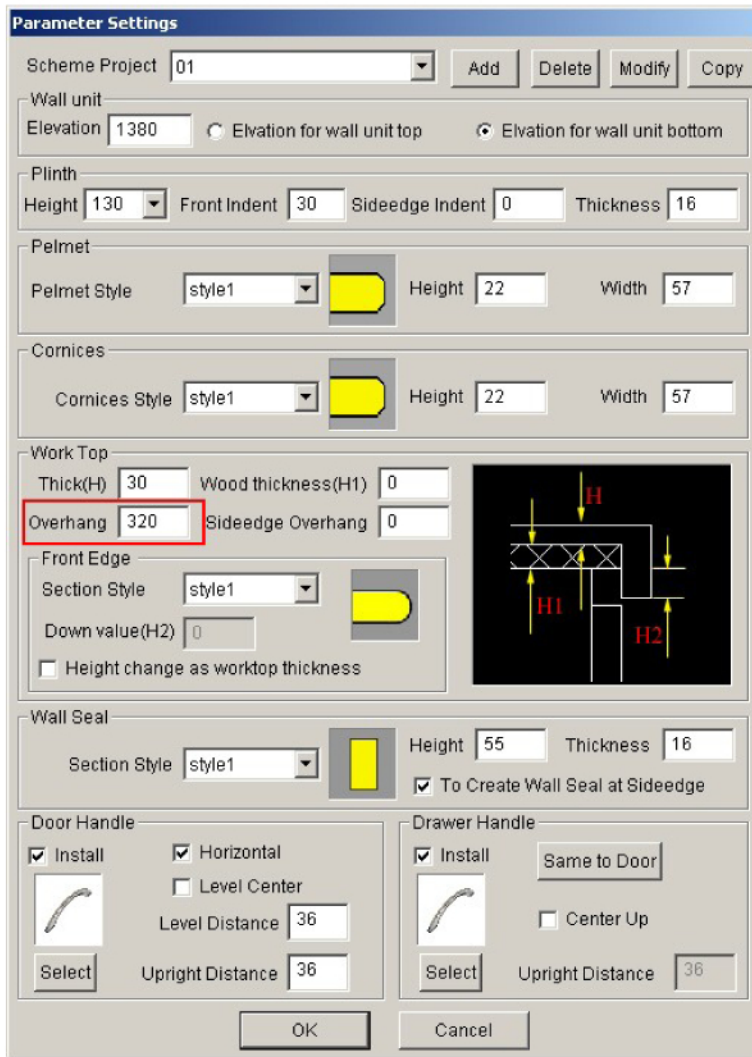 Parameter Settings
Scheme Project 01 Add Delete Modify Copy
Wall unit
Elevation 1380 Elvation for wall unit top Elvation for wall unit bottom
Plinth
Height 130 Front Indent 30 Sideedge Indent 0 Thickness 16
Pelmet
Pelmet Style style1 Height 22 Width 57
Cornices
Cornices Style style1 Height 22 Width 57
Work Top
Thick(H) 30 Wood thickness(H1) 0
Overhang 320 Sideedge Overhang 0
Front Edge
Section Style style1
Down value(H2) 0
Height change as worktop thickness
H
H1
H2
Wall Seal
Section Style style1 Height 55 Thickness 16
To Create Wall Seal at Sideedge
Door Handle
Install Horizontal
Level Center
Level Distance 36
Select Upright Distance 36
Drawer Handle
Install Same to Door
Center Up
Select Upright Distance 36
OK Cancel